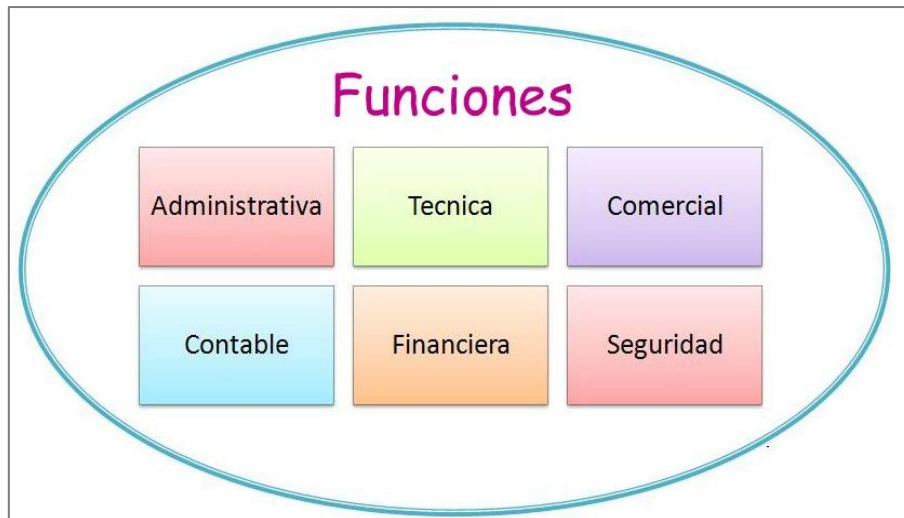 Funciones
Administrativa
Tecnica
Comercial
Contable
Financiera
Seguridad